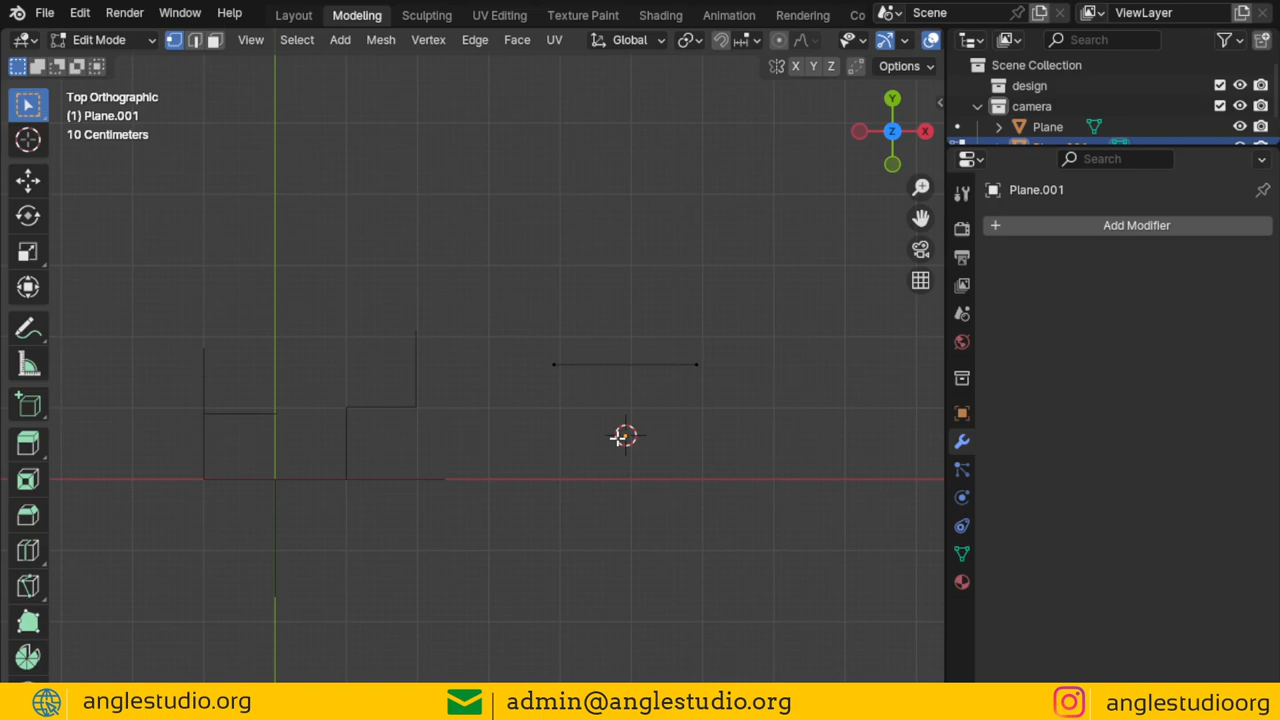 File Edit Render Window Help Layout Modeling Sculpting UV Editing Texture Paint Shading Animation Rendering Co Scene ViewLayer
Edit Mode View Select Add Mesh Vertex Edge Face UV Global Search
X Y Z Options
Scene Collection
design
camera
Plane
Top Orthographic
(1) Plane.001
10 Centimeters
Y
Z X
Search
Plane.001
Add Modifier
anglestudio.org admin@anglestudio.org anglestudioorg